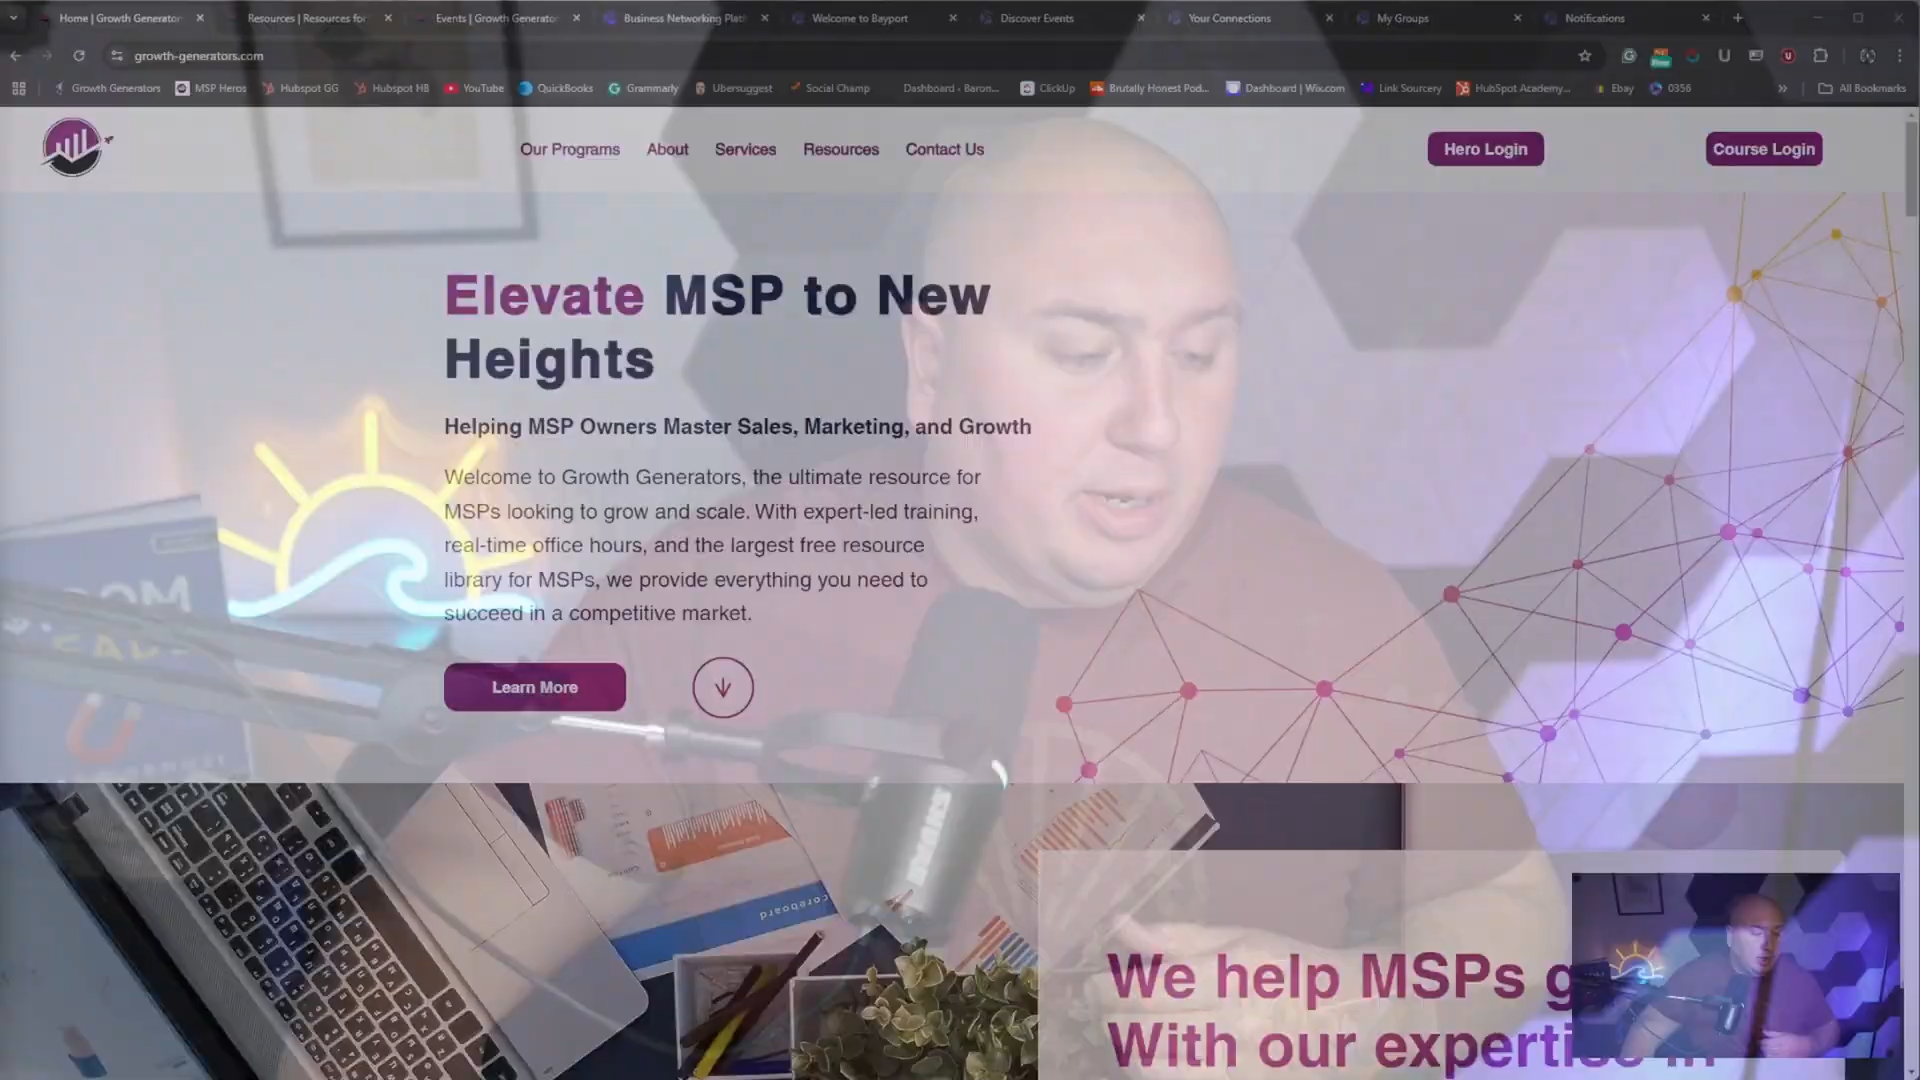 Home | Growth Generator
Resources | Resources for
Events | Growth Generator
Business Networking Platf
Welcome to Bayport
Discover Events
Your Connections
My Groups
Notifications
growth-generators.com
Growth Generators
MSP Heros
Hubspot GG
Hubspot HB
YouTube
QuickBooks
Grammarly
Ubersuggest
Social Champ
Dashboard - Baron...
ClickUp
Brutally Honest Pod...
Dashboard | Wix.com
Link Sourcery
HubSpot Academy...
Ebay
0356
All Bookmarks
Our Programs
About
Services
Resources
Contact Us
Hero Login
Course Login
Elevate MSP to New
Heights
Helping MSP Owners Master Sales, Marketing, and Growth
Welcome to Growth Generators, the ultimate resource for
MSPs looking to grow and scale. With expert-led training,
real-time office hours, and the largest free resource
library for MSPs, we provide everything you need to
succeed in a competitive market.
Learn More
coreboard
We help MSPs g
With our experti